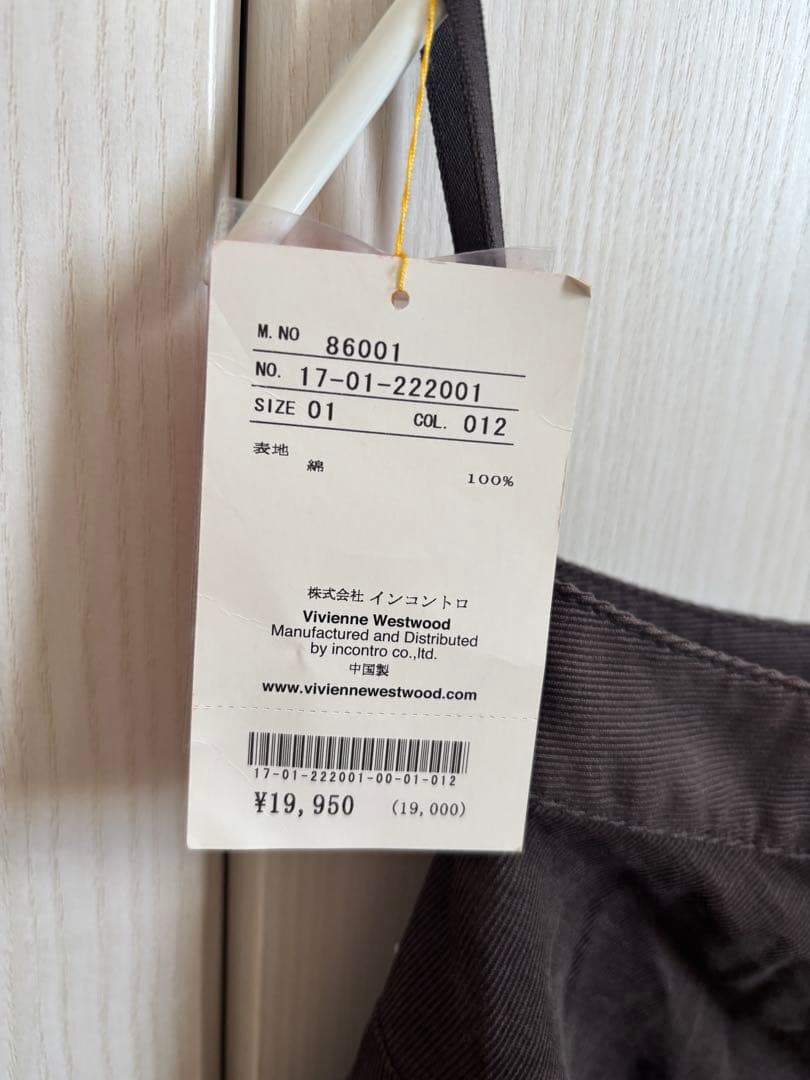 M.NO 86001
NO. 17-01-222001
SIZE 01 COL. 012
表地
綿 100%
株式会社 インコントロ
Vivienne Westwood
Manufactured and Distributed
by incontro co.,ltd.
中国製
www.viviennewestwood.com
17-01-222001-00-01-012
¥19,950 (19,000)